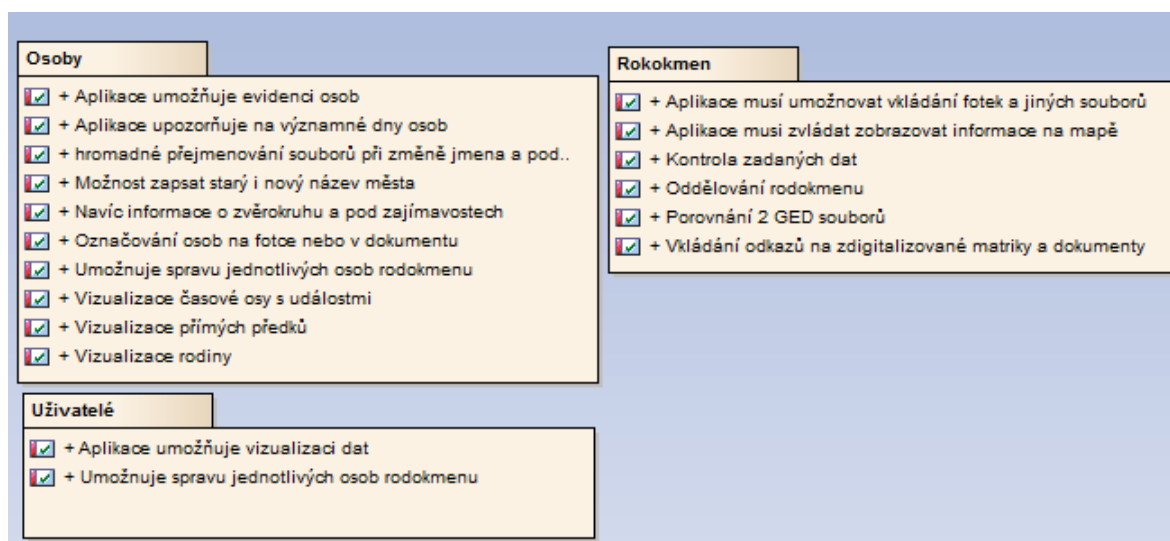 Osoby
+ Aplikace umožňuje evidenci osob
+ Aplikace upozorňuje na významné dny osob
+ hromadné přejmenování souborů při změně jmena a pod..
+ Možnost zapsat starý i nový název města
+ Navíc informace o zvěrokruhu a pod zajímavostech
+ Označování osob na fotce nebo v dokumentu
+ Umožnuje spravu jednotlivých osob rodokmenu
+ Vizualizace časové osy s událostmi
+ Vizualizace přímých předků
+ Vizualizace rodiny
Rokokmen
+ Aplikace musí umožnovat vkládání fotek a jiných souborů
+ Aplikace musi zvládat zobrazovat informace na mapě
+ Kontrola zadaných dat
+ Oddělování rodokmenu
+ Porovnání 2 GED souborů
+ Vkládání odkazů na zdigitalizované matriky a dokumenty
Uživatelé
+ Aplikace umožňuje vizualizaci dat
+ Umožnuje spravu jednotlivých osob rodokmenu